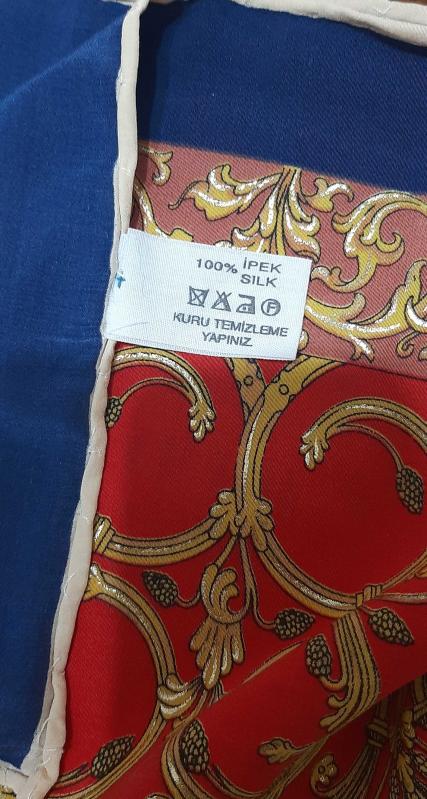 100% İPEK
SILK
KURU TEMİZLEME
YAPINIZ